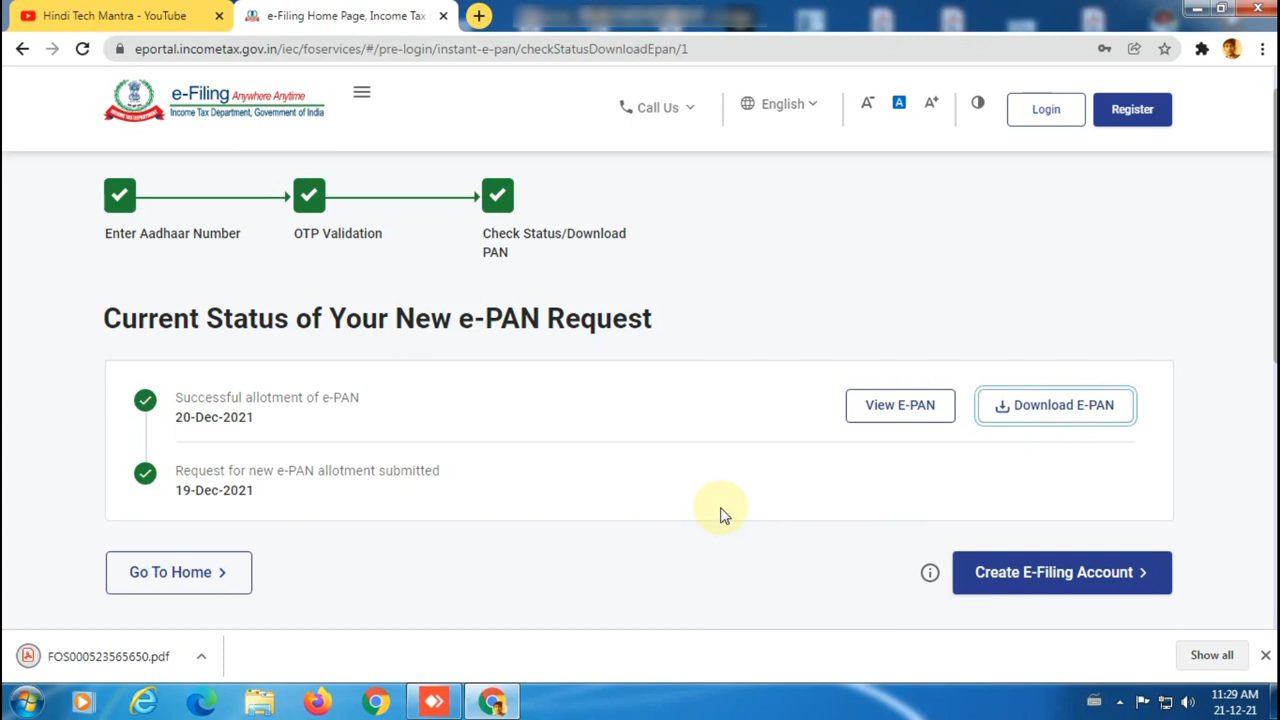 Hindi Tech Mantra - YouTube
e-Filing Home Page, Income Tax
eportal.incometax.gov.in/iec/foservices/#/pre-login/instant-e-pan/checkStatusDownloadEpan/1
e-Filing Anywhere Anytime
Income Tax Department, Government of India
Call Us
English
A-
A
A+
Login
Register
Enter Aadhaar Number
OTP Validation
Check Status/Download
PAN
Current Status of Your New e-PAN Request
Successful allotment of e-PAN
20-Dec-2021
View E-PAN
Download E-PAN
Request for new e-PAN allotment submitted
19-Dec-2021
Go To Home
Create E-Filing Account
FOS000523565650.pdf
Show all
11:29 AM
21-12-21